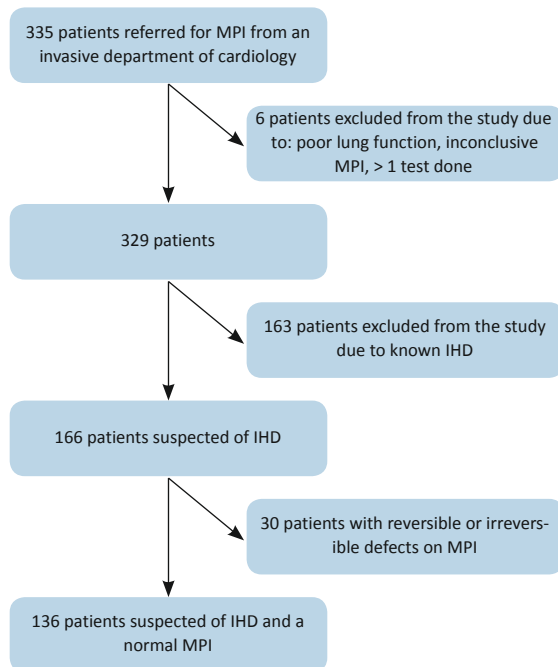 335 patients referred for MPI from an
invasive department of cardiology
6 patients excluded from the study due
to: poor lung function, inconclusive
MPI, > 1 test done
329 patients
163 patients excluded from the study
due to known IHD
166 patients suspected of IHD
30 patients with reversible or irrevers-
ible defects on MPI
136 patients suspected of IHD and a
normal MPI